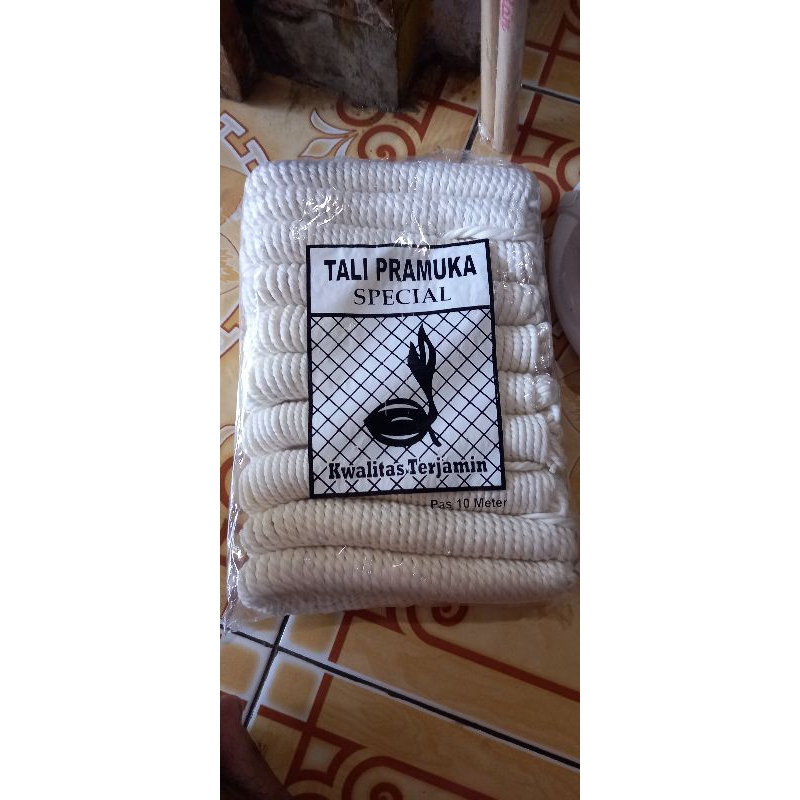 TALI PRAMUKA
SPECIAL
Kwalitas Terjamin
Pas 10 Meter